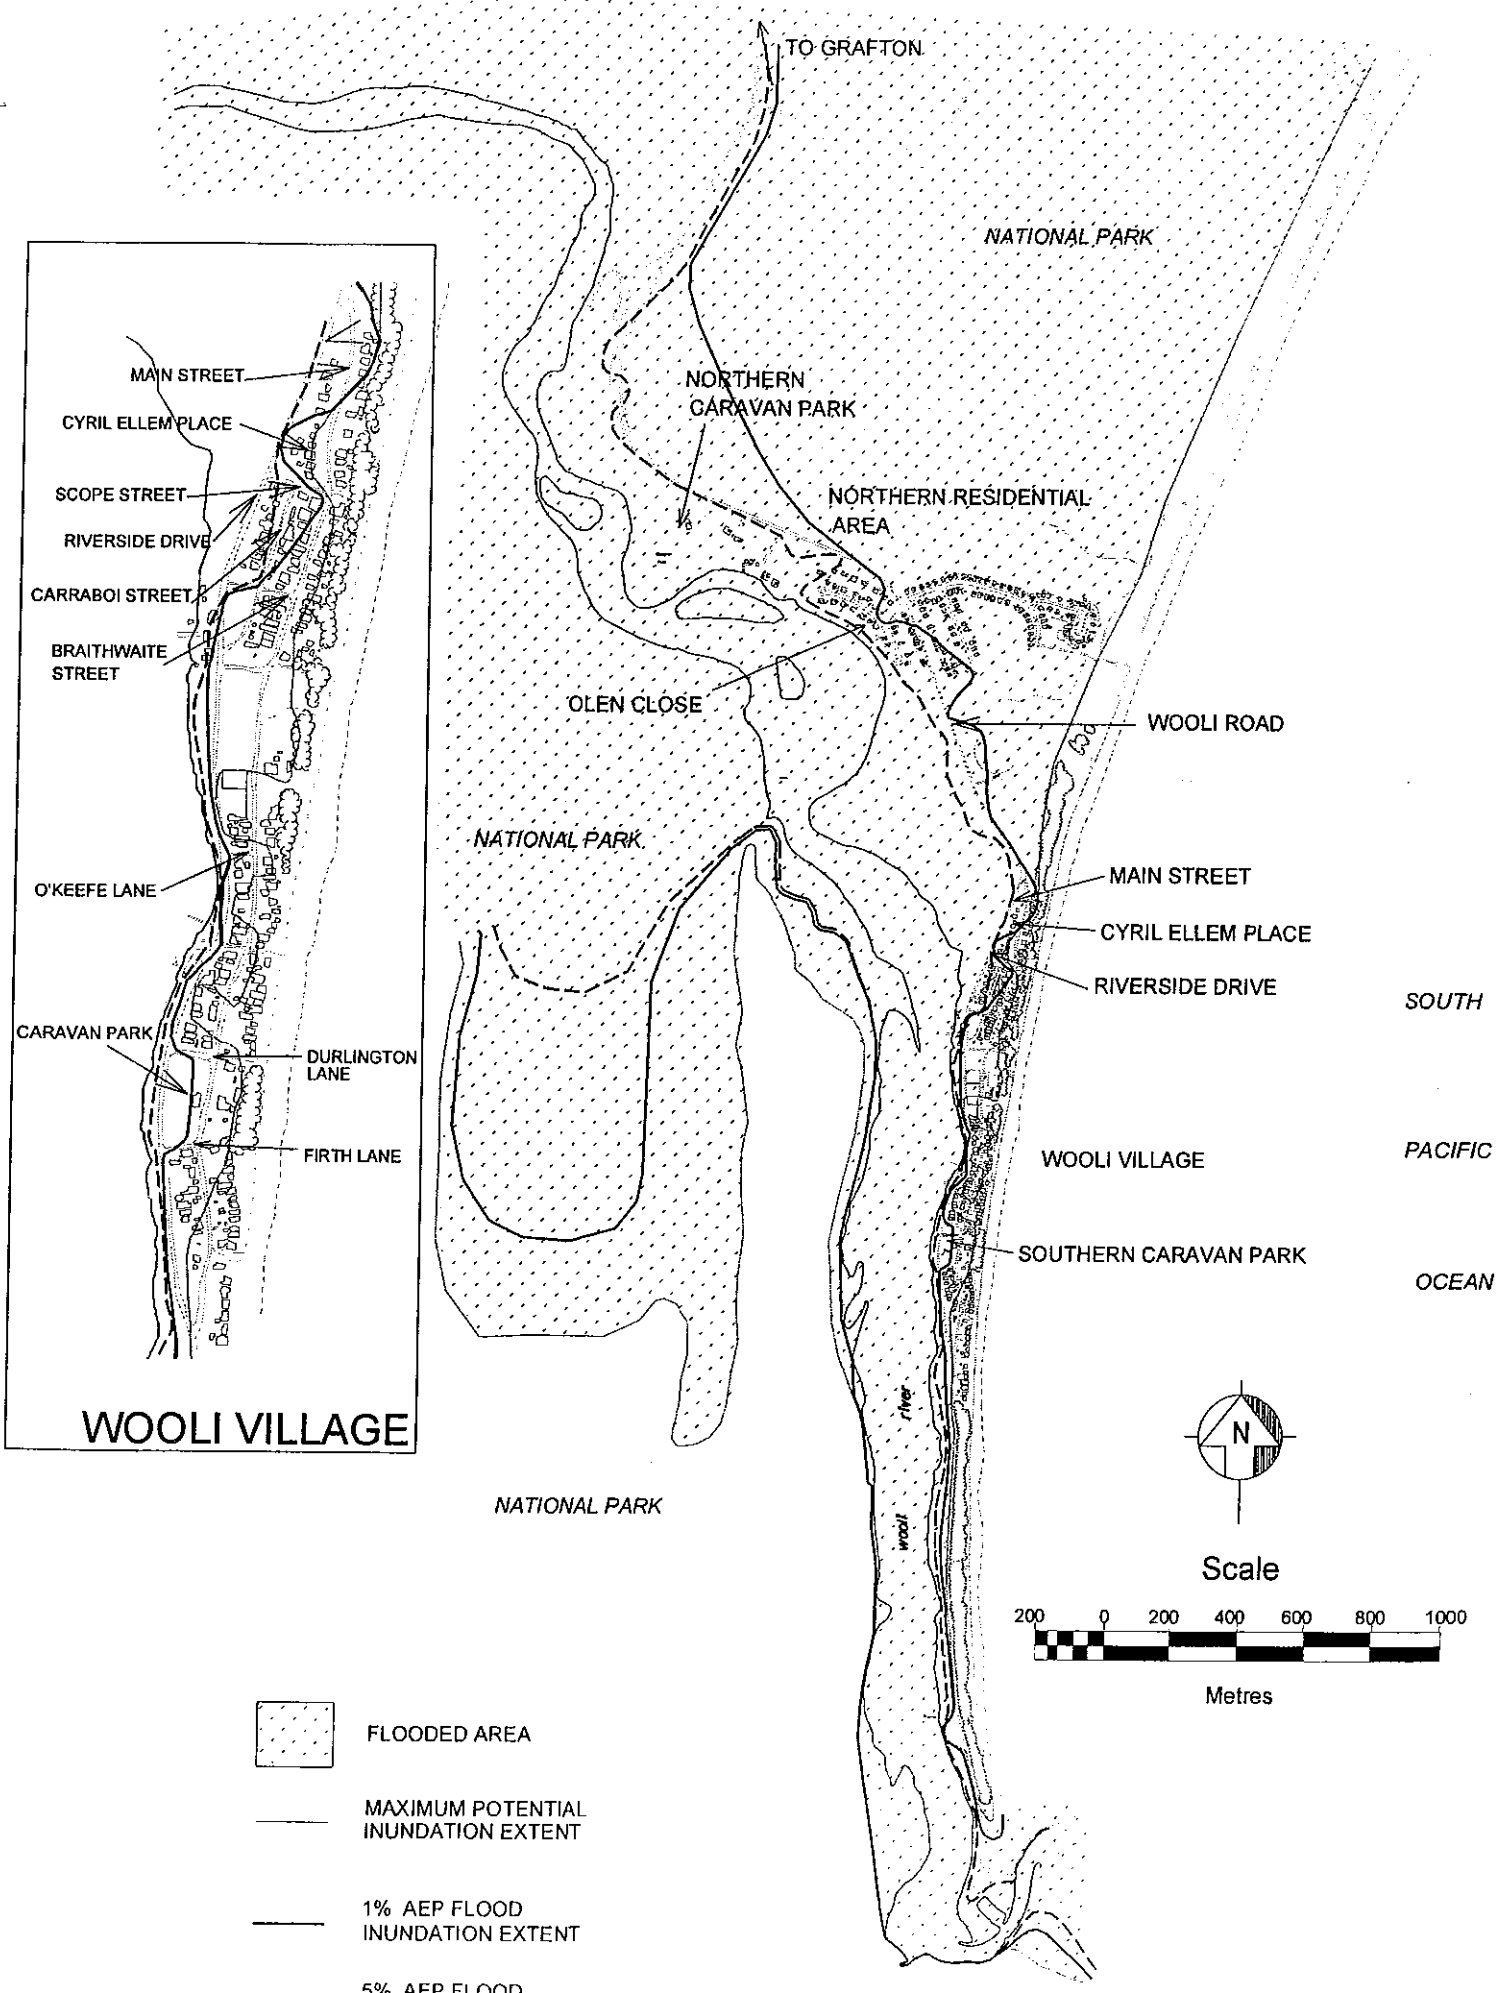 TO GRAFTON
NATIONAL PARK
NORTHERN
CARAVAN PARK
NORTHERN RESIDENTIAL
AREA
OLEN CLOSE
WOOLI ROAD
NATIONAL PARK
MAIN STREET
CYRIL ELLEM PLACE
RIVERSIDE DRIVE
SOUTH
PACIFIC
OCEAN
WOOLI VILLAGE
SOUTHERN CARAVAN PARK
river
wooli
NATIONAL PARK
MAIN STREET
CYRIL ELLEM PLACE
SCOPE STREET
RIVERSIDE DRIVE
CARRABOI STREET
BRAITHWAITE
STREET
O'KEEFE LANE
CARAVAN PARK
DURLINGTON
LANE
FIRTH LANE
WOOLI VILLAGE
N
Scale
200 0 200 400 600 800 1000
Metres
FLOODED AREA
MAXIMUM POTENTIAL
INUNDATION EXTENT
1% AEP FLOOD
INUNDATION EXTENT
5% AEP FLOOD